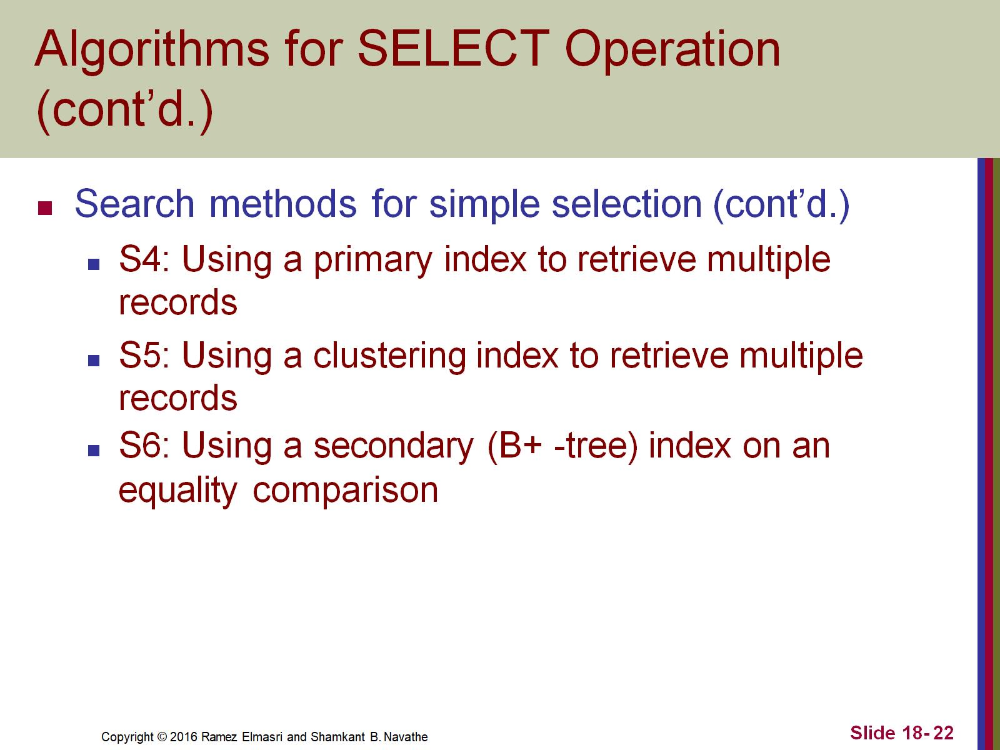 Algorithms for SELECT Operation
(cont’d.)
Search methods for simple selection (cont’d.)
S4: Using a primary index to retrieve multiple
records
S5: Using a clustering index to retrieve multiple
records
S6: Using a secondary (B+ -tree) index on an
equality comparison
Copyright © 2016 Ramez Elmasri and Shamkant B. Navathe
Slide 18- 22